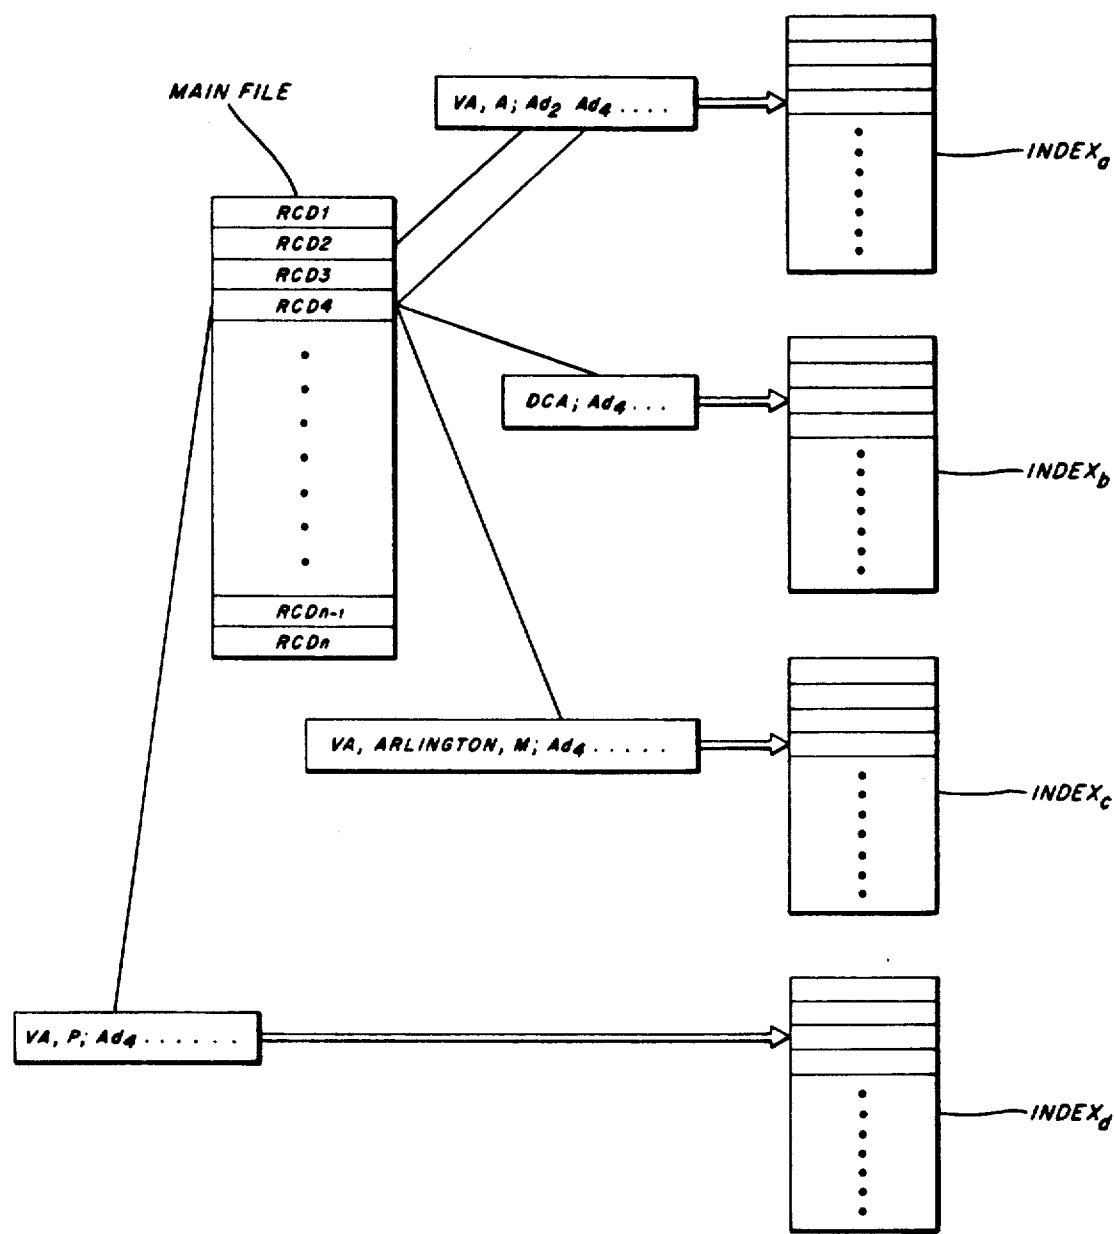 MAIN FILE
VA, A; Ad2 Ad4 ....
INDEXa
RCD1
RCD2
RCD3
RCD4
DCA; Ad4 ...
INDEXb
RCDn-1
RCDn
VA, ARLINGTON, M; Ad4 .....
INDEXc
VA, P; Ad4 ......
INDEXd